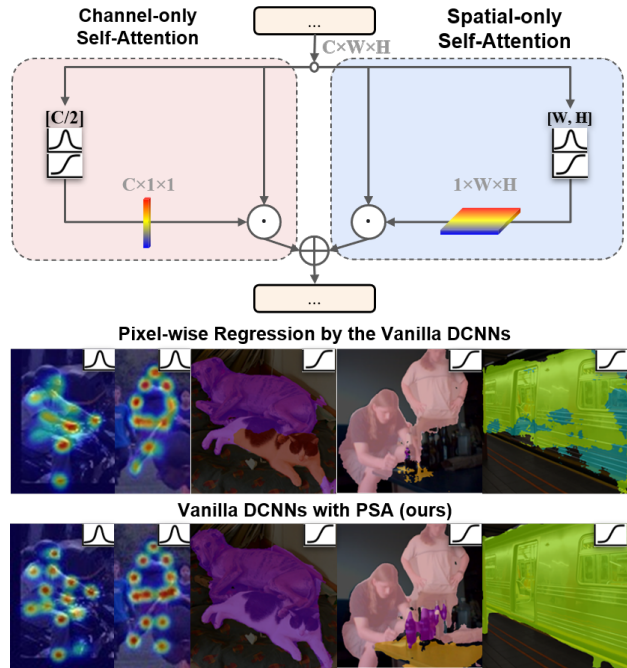 Channel-only
Self-Attention
...
Spatial-only
Self-Attention
C×W×H
[C/2]
[W, H]
C×1×1
1×W×H
...
Pixel-wise Regression by the Vanilla DCNNs
Vanilla DCNNs with PSA (ours)